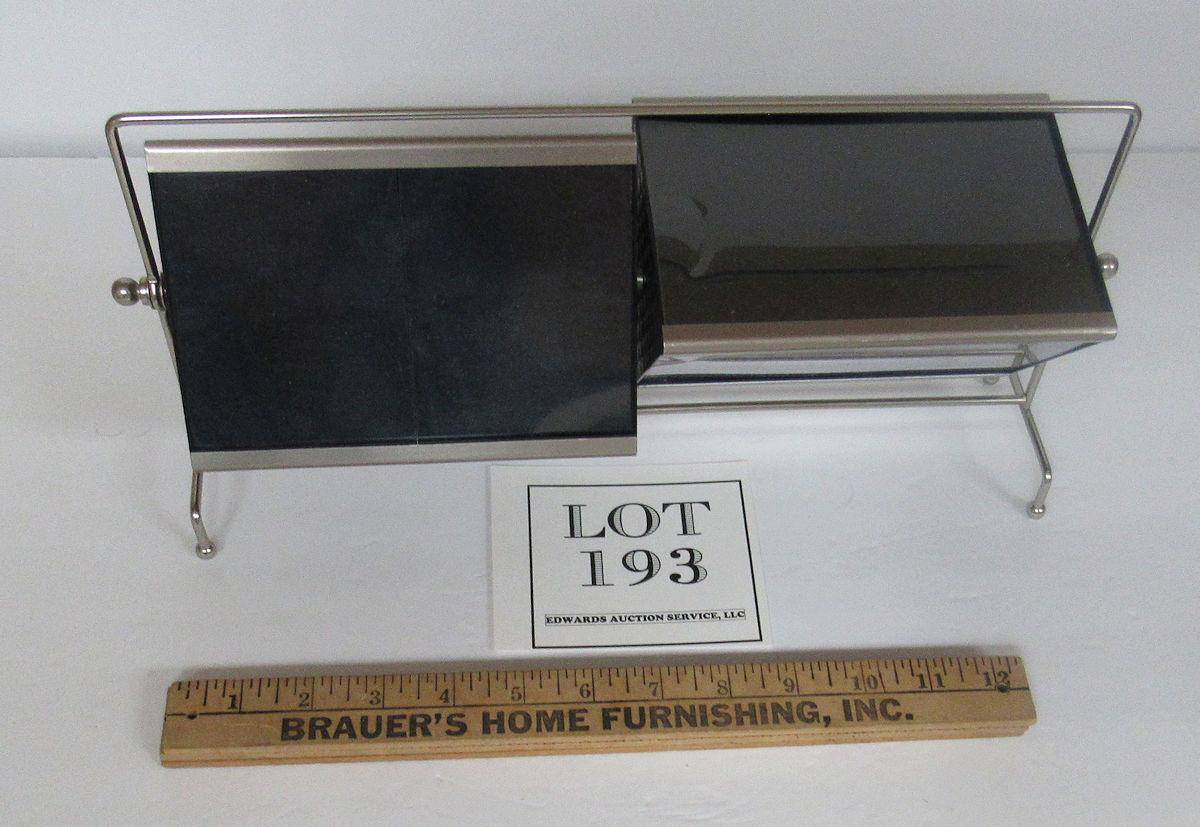 LOT
193
EDWARDS AUCTION SERVICE, LLC
1 2 3 4 5 6 7 8 9 10 11 12
BRAUER'S HOME FURNISHING, INC.